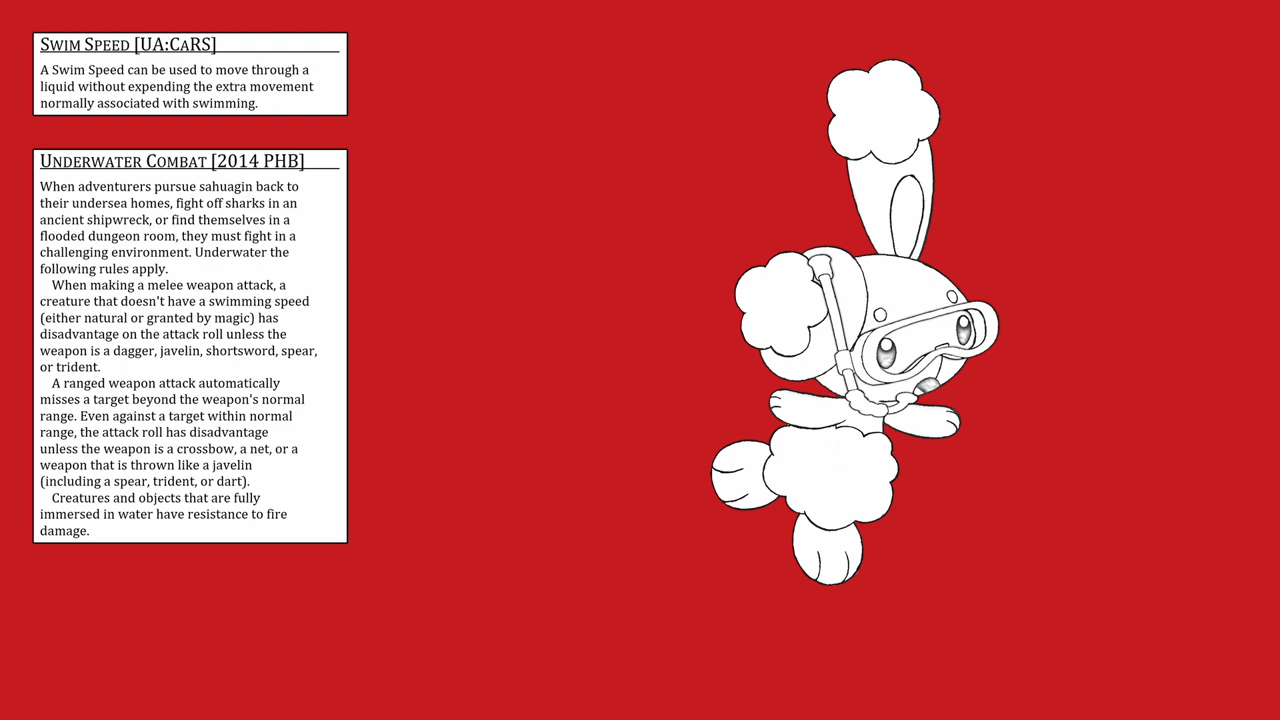 Swim Speed [UA:CaRS]
A Swim Speed can be used to move through a
liquid without expending the extra movement
normally associated with swimming.
Underwater Combat [2014 PHB]
When adventurers pursue sahuagin back to
their undersea homes, fight off sharks in an
ancient shipwreck, or find themselves in a
flooded dungeon room, they must fight in a
challenging environment. Underwater the
following rules apply.
When making a melee weapon attack, a
creature that doesn't have a swimming speed
(either natural or granted by magic) has
disadvantage on the attack roll unless the
weapon is a dagger, javelin, shortsword, spear,
or trident.
A ranged weapon attack automatically
misses a target beyond the weapon's normal
range. Even against a target within normal
range, the attack roll has disadvantage
unless the weapon is a crossbow, a net, or a
weapon that is thrown like a javelin
(including a spear, trident, or dart).
Creatures and objects that are fully
immersed in water have resistance to fire
damage.